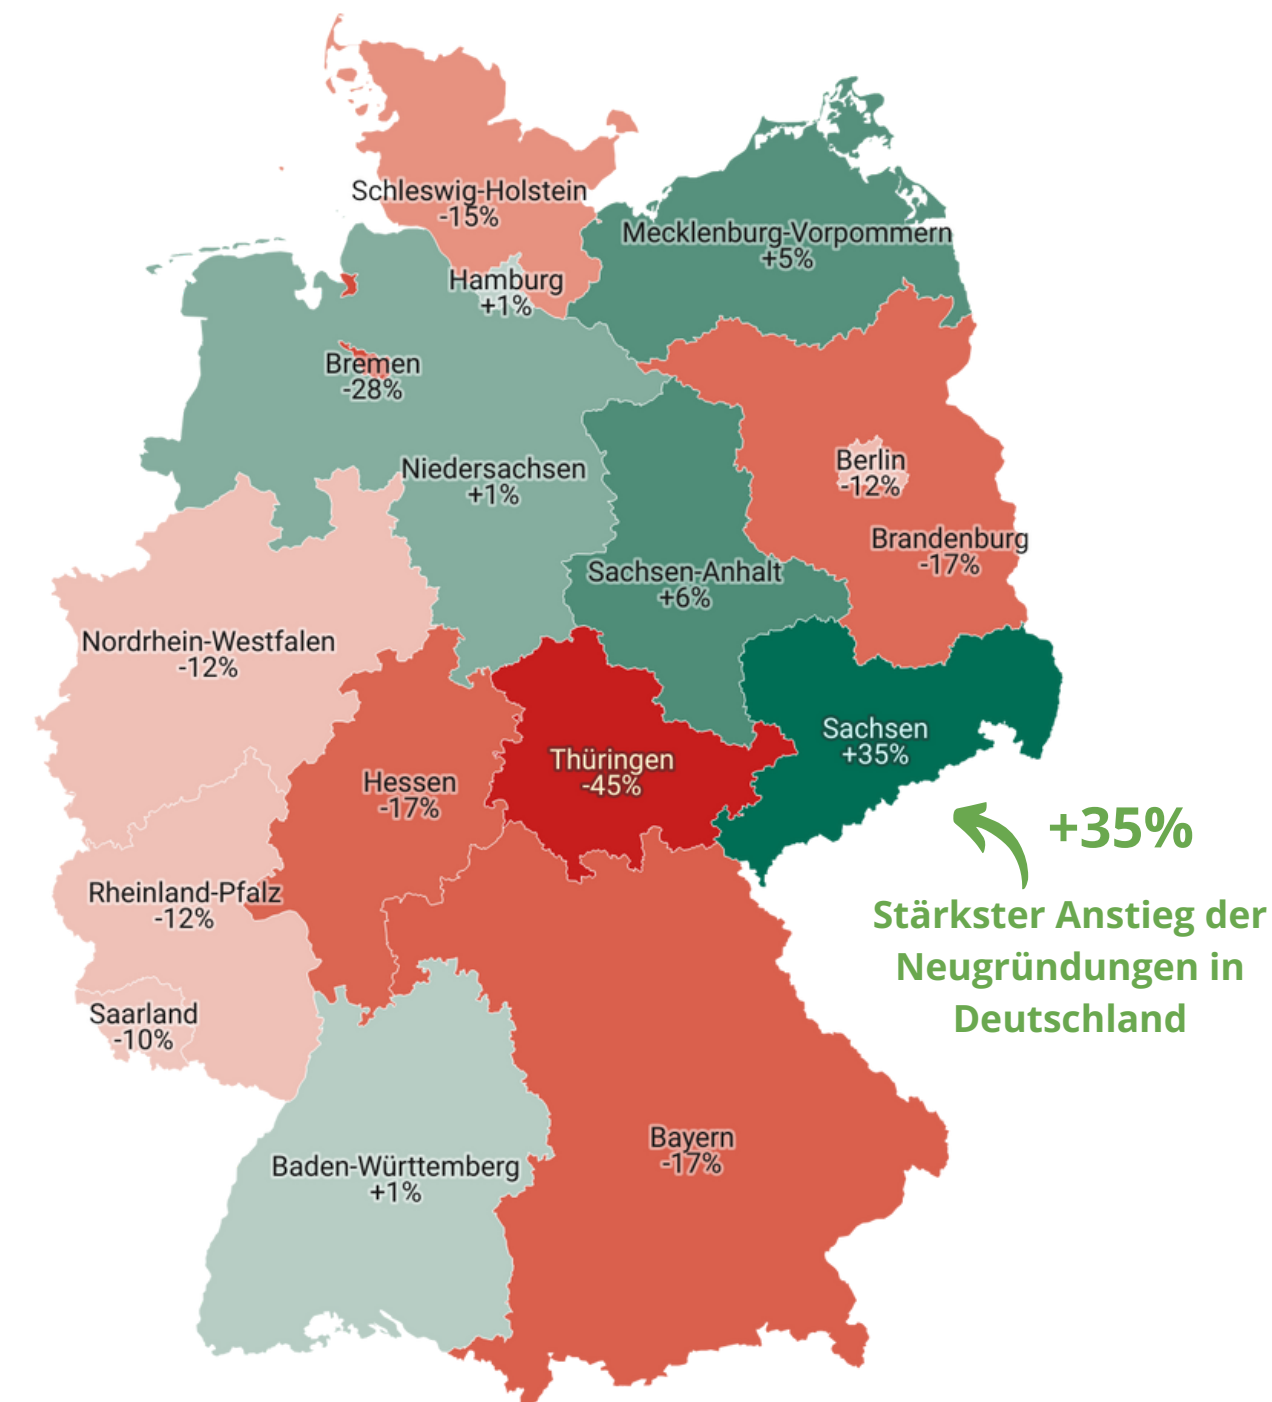 Schleswig-Holstein
-15%
Mecklenburg-Vorpommern
+5%
Hamburg
+1%
Bremen
-28%
Berlin
-12%
Niedersachsen
+1%
Brandenburg
-17%
Sachsen-Anhalt
+6%
Nordrhein-Westfalen
-12%
Sachsen
+35%
Thüringen
-45%
Hessen
-17%
+35%
Stärkster Anstieg der
Neugründungen in
Deutschland
Rheinland-Pfalz
-12%
Saarland
-10%
Bayern
-17%
Baden-Württemberg
+1%